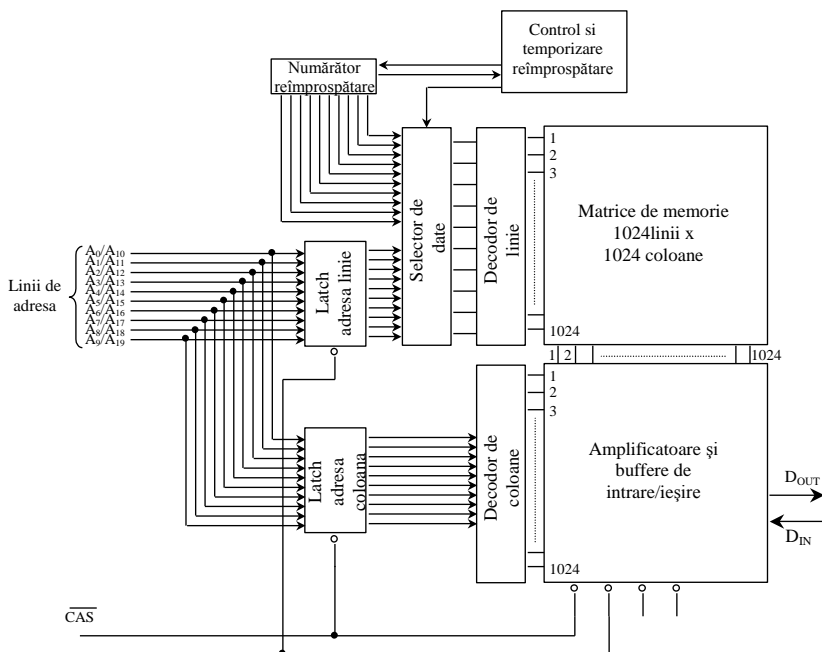 Control si
temporizare
reîmprospătare
Numărător
reîmprospătare
Selector de
date
Decodor de
linie
1
2
3
1024
Matrice de memorie
1024linii x
1024 coloane
Linii de
adresa
A0/A10
A1/A11
A2/A12
A3/A13
A4/A14
A5/A15
A6/A16
A7/A17
A8/A18
A9/A19
Latch
adresa linie
1 2 1024
Latch
adresa
coloana
Decodor de
coloane
1
2
3
1024
Amplificatoare şi
buffere de
intrare/ieşire
DOUT
DIN
CAS